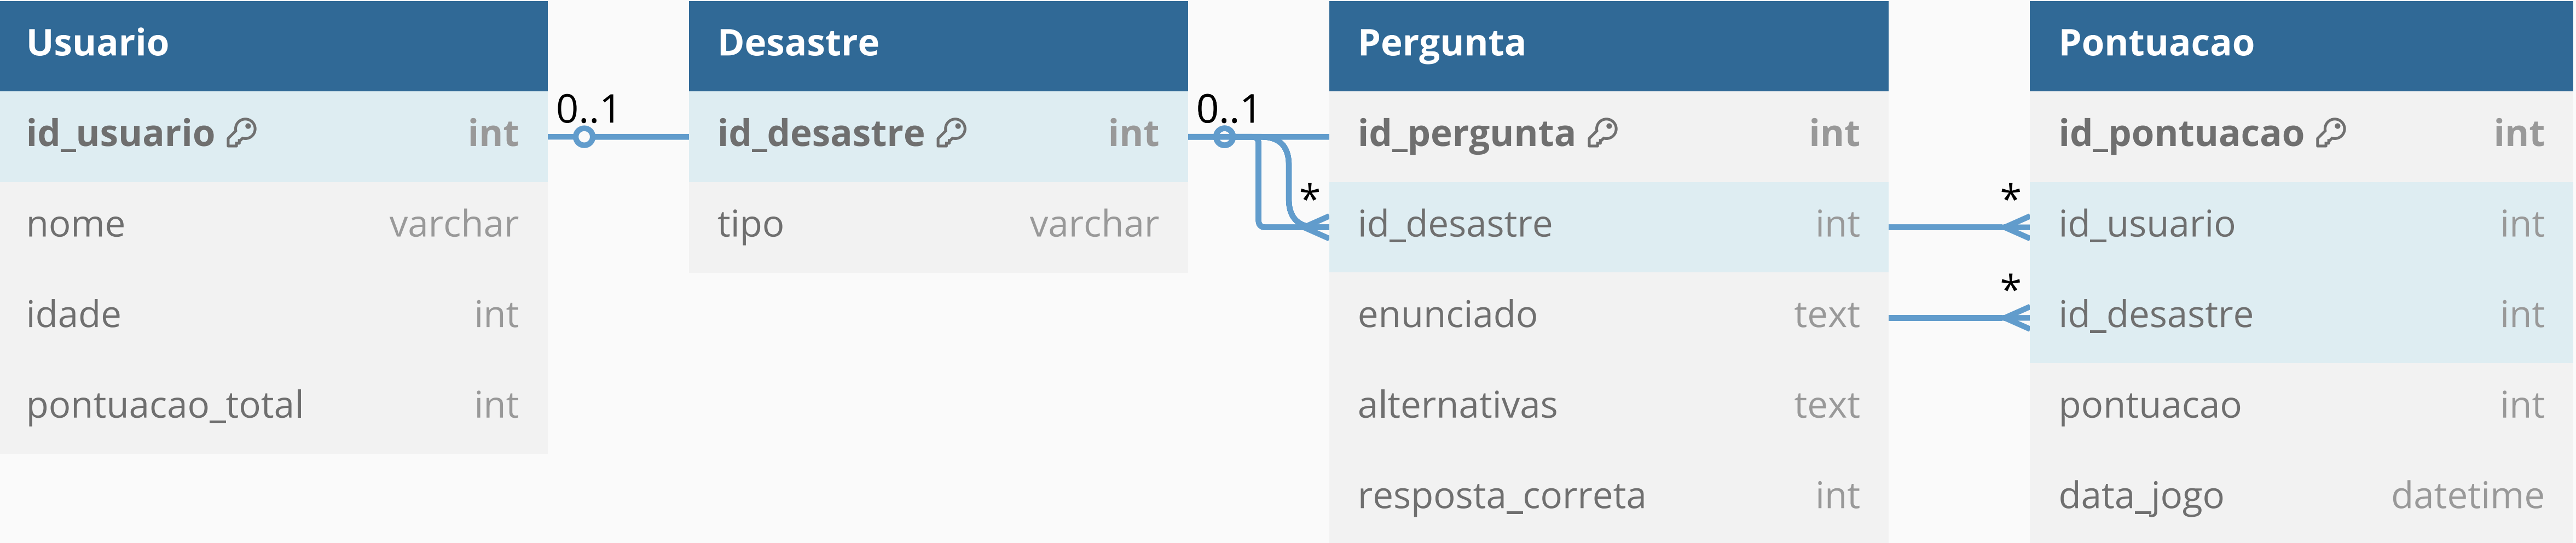 Usuario
id_usuario int
nome varchar
idade int
pontuacao_total int
0..1
Desastre
id_desastre int
tipo varchar
0..1
*
Pergunta
id_pergunta int
id_desastre int
enunciado text
alternativas text
resposta_correta int
*
*
Pontuacao
id_pontuacao int
id_usuario int
id_desastre int
pontuacao int
data_jogo datetime